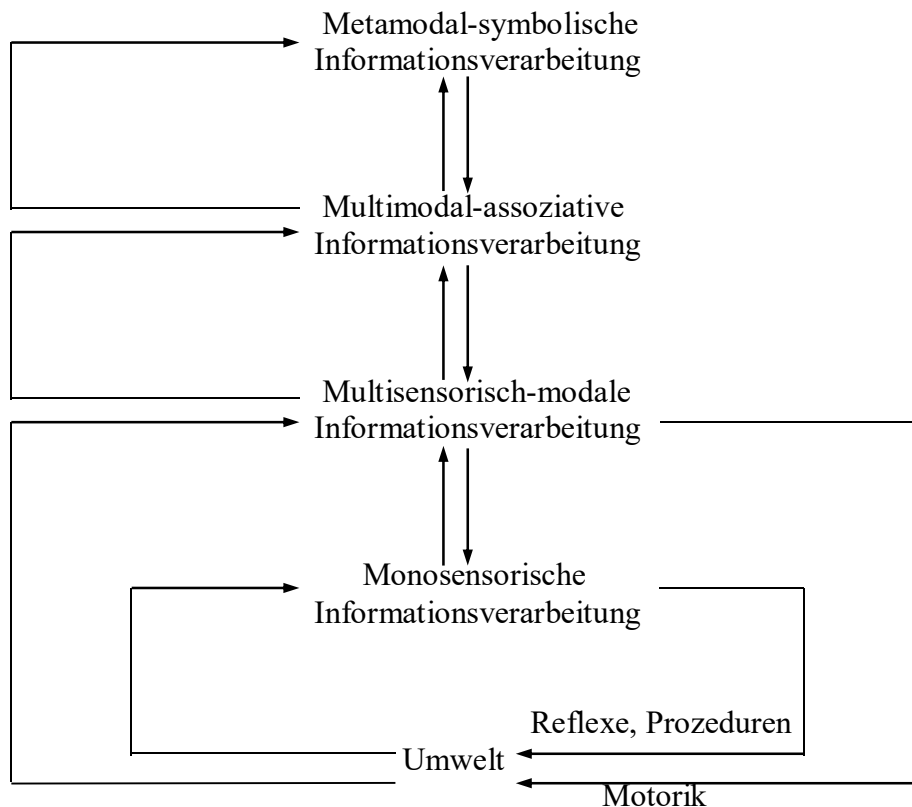 Metamodal-symbolische
Informationsverarbeitung
Multimodal-assoziative
Informationsverarbeitung
Multisensorisch-modale
Informationsverarbeitung
Monosensorische
Informationsverarbeitung
Reflexe, Prozeduren
Umwelt
Motorik